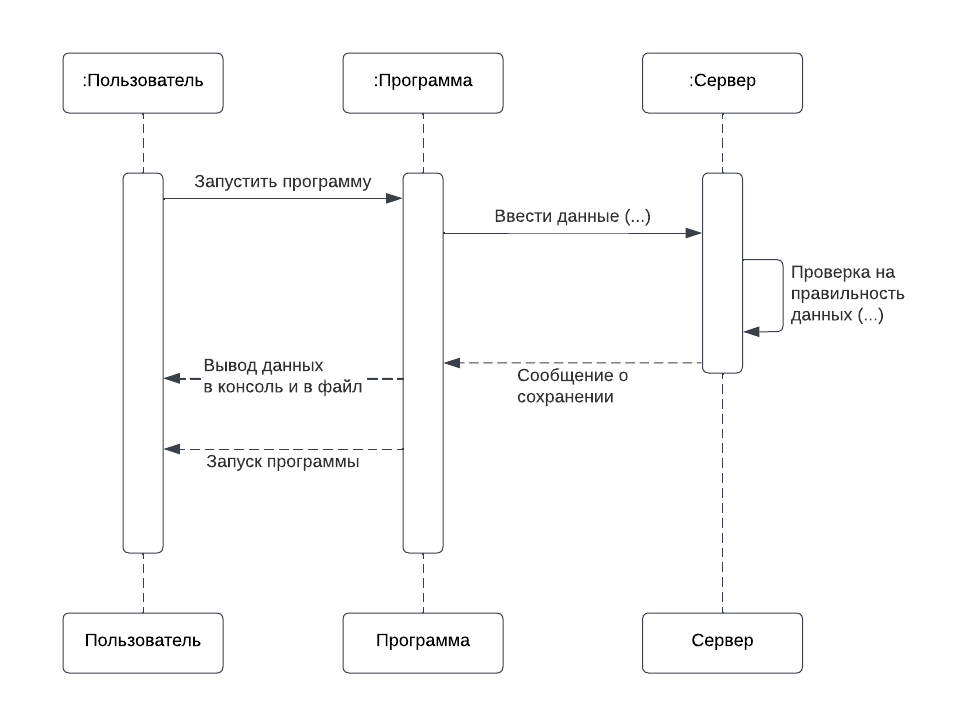 :Пользователь
:Программа
:Сервер
Запустить программу
Ввести данные (...)
Проверка на
правильность
данных (...)
Вывод данных
в консоль и в файл
Сообщение о
сохранении
Запуск программы
Пользователь
Программа
Сервер